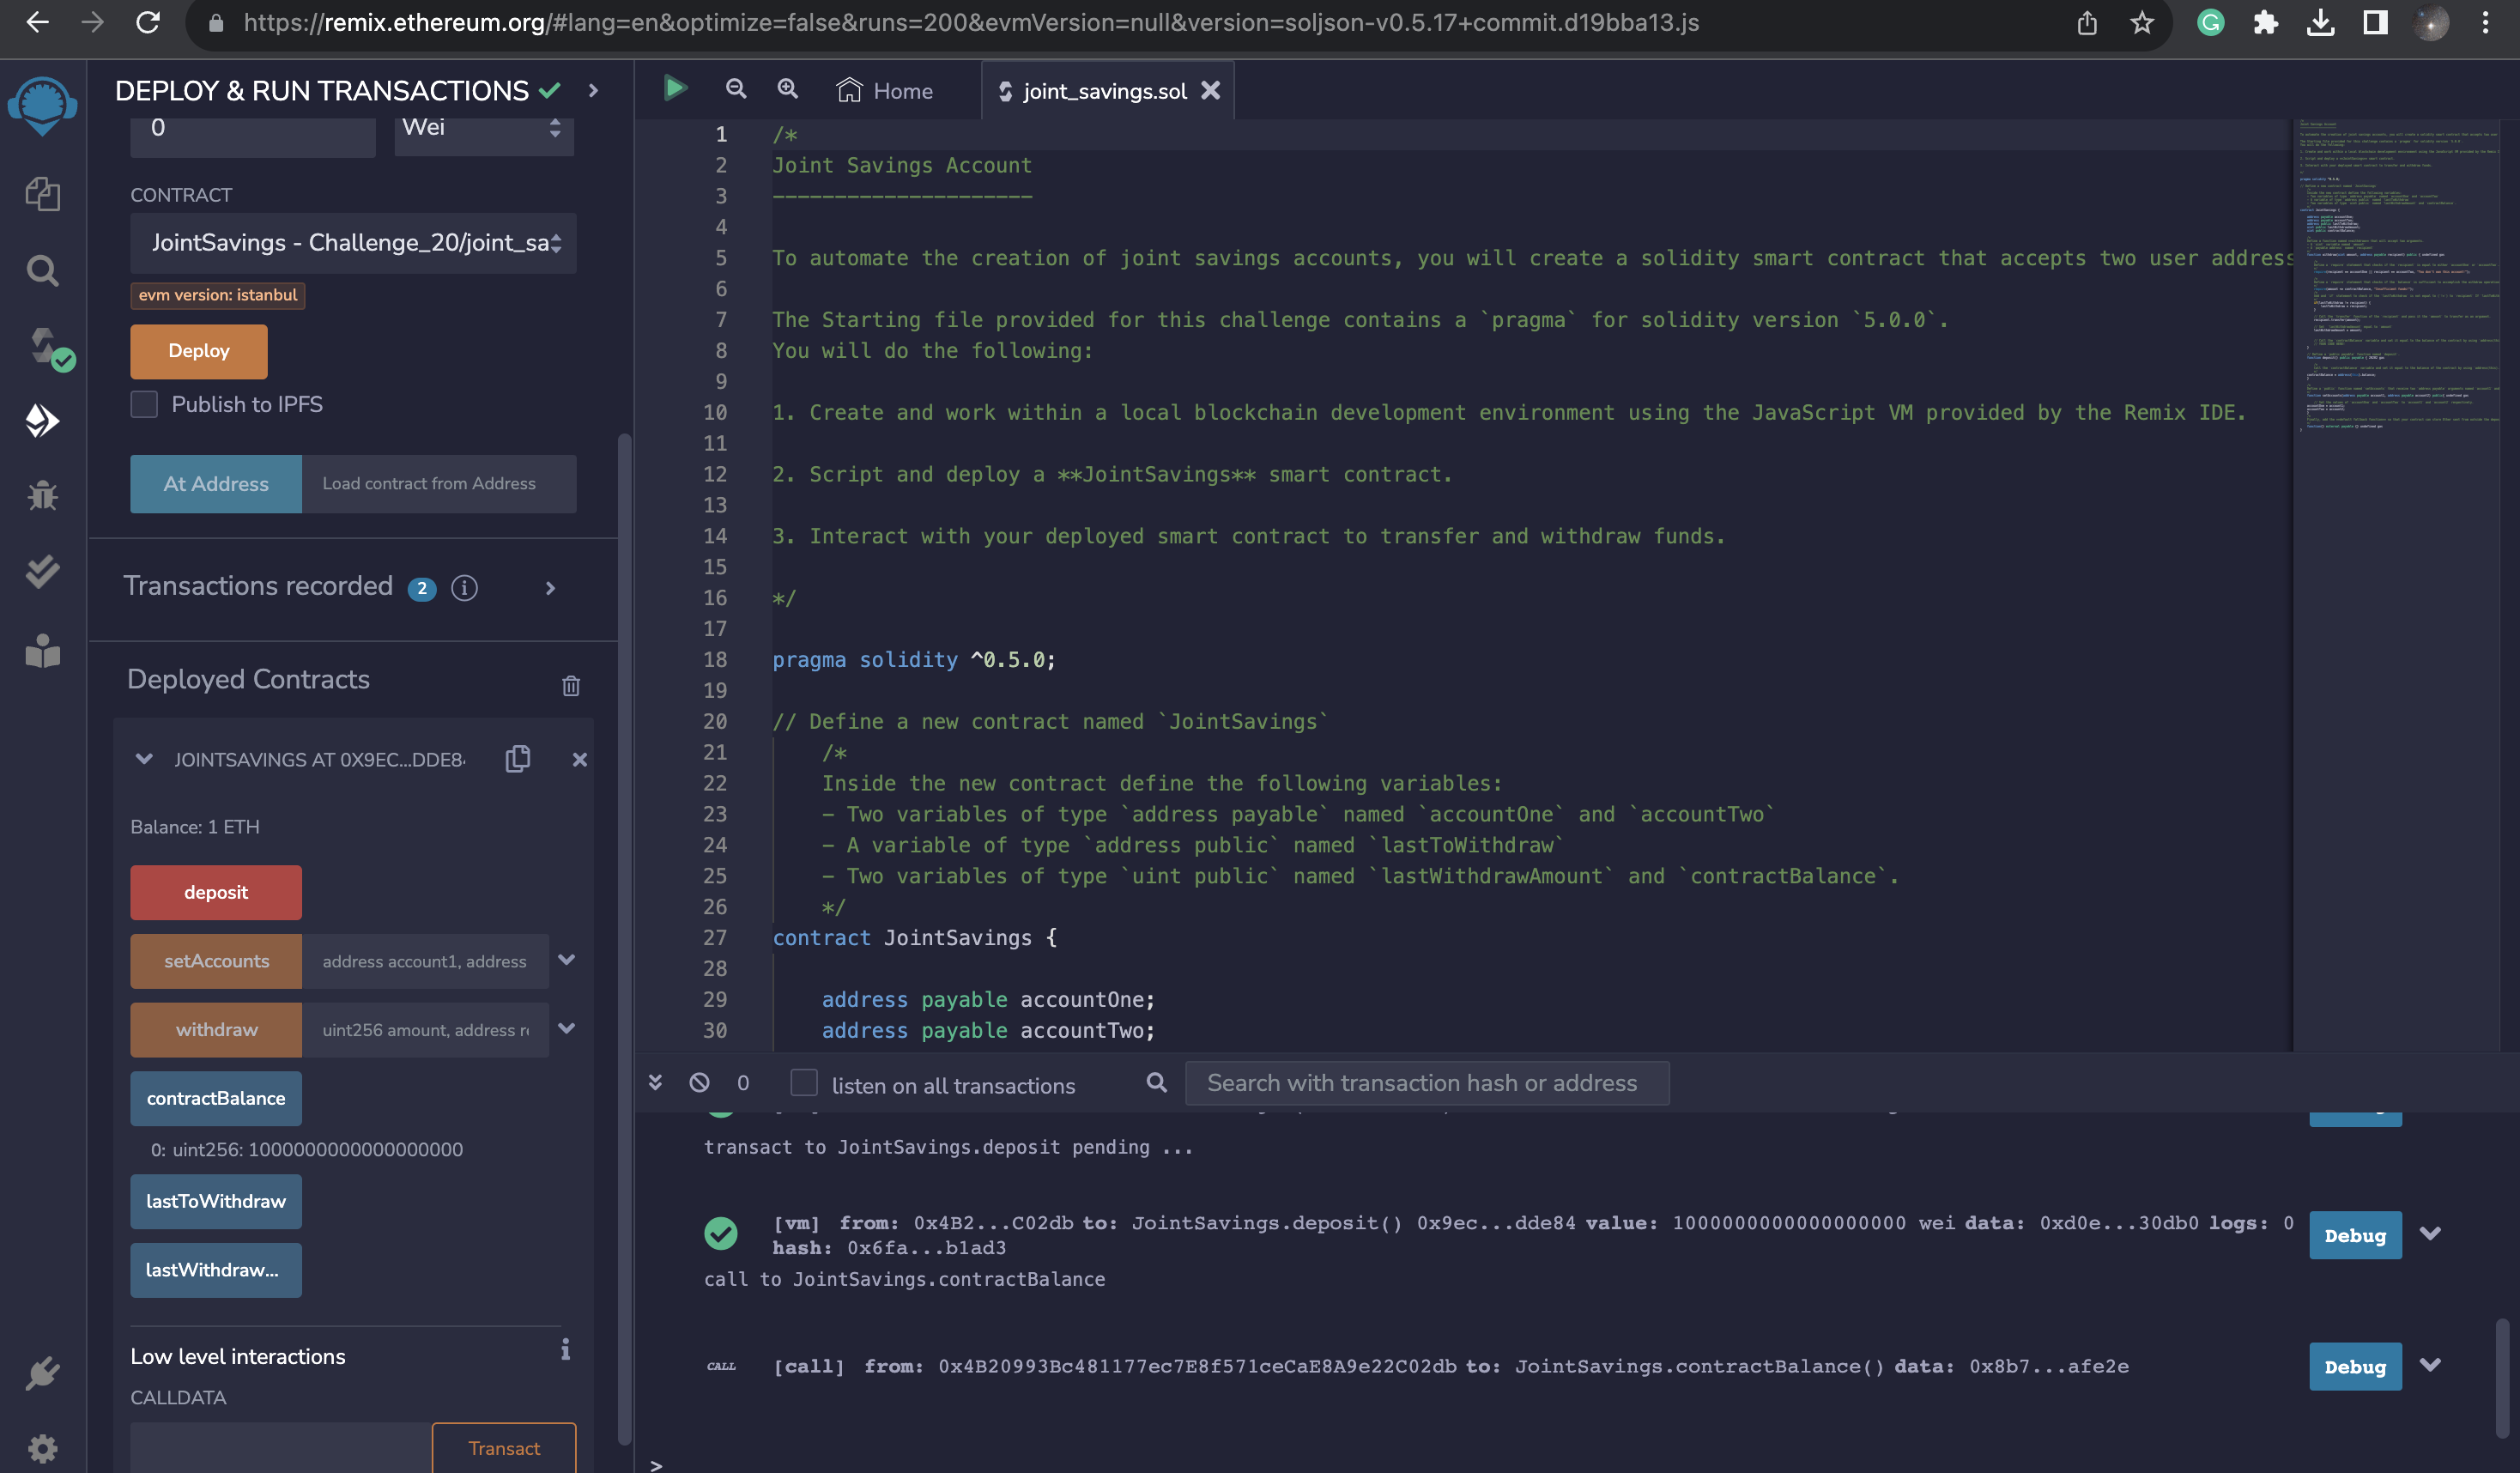 https://remix.ethereum.org/#lang=en&optimize=false&runs=200&evmVersion=null&version=soljson-v0.5.17+commit.d19bba13.js
DEPLOY & RUN TRANSACTIONS
0
Wei
CONTRACT
JointSavings - Challenge_20/joint_sa
evm version: istanbul
Deploy
Publish to IPFS
At Address
Load contract from Address
Transactions recorded 2 i
Deployed Contracts
JOINTSAVINGS AT 0X9EC...DDE84
Balance: 1 ETH
deposit
setAccounts
address account1, address
withdraw
uint256 amount, address re
contractBalance
0: uint256: 1000000000000000000
lastToWithdraw
lastWithdraw...
Low level interactions
i
CALLDATA
Transact
Home
joint_savings.sol
1 /*
2 Joint Savings Account
3 ---------------------
4
5 To automate the creation of joint savings accounts, you will create a solidity smart contract that accepts two user address
6
7 The Starting file provided for this challenge contains a `pragma` for solidity version `5.0.0`.
8 You will do the following:
9
10 1. Create and work within a local blockchain development environment using the JavaScript VM provided by the Remix IDE.
11
12 2. Script and deploy a **JointSavings** smart contract.
13
14 3. Interact with your deployed smart contract to transfer and withdraw funds.
15
16 */
17
18 pragma solidity ^0.5.0;
19
20 // Define a new contract named `JointSavings`
21 /*
22 Inside the new contract define the following variables:
23 - Two variables of type `address payable` named `accountOne` and `accountTwo`
24 - A variable of type `address public` named `lastToWithdraw`
25 - Two variables of type `uint public` named `lastWithdrawAmount` and `contractBalance`.
26 */
27 contract JointSavings {
28
29 address payable accountOne;
30 address payable accountTwo;
0
listen on all transactions
Search with transaction hash or address
transact to JointSavings.deposit pending ...
[vm] from: 0x4B2...C02db to: JointSavings.deposit() 0x9ec...dde84 value: 1000000000000000000 wei data: 0xd0e...30db0 logs: 0
hash: 0x6fa...b1ad3
Debug
call to JointSavings.contractBalance
CALL [call] from: 0x4B20993Bc481177ec7E8f571ceCaE8A9e22C02db to: JointSavings.contractBalance() data: 0x8b7...afe2e
Debug
>